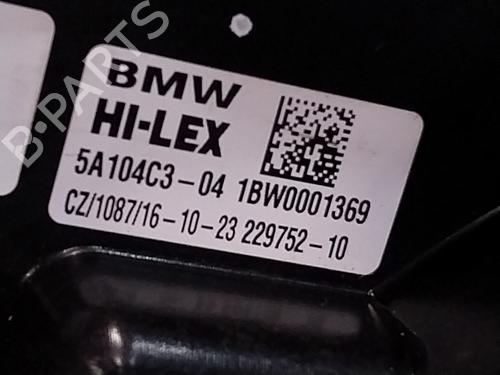 B-PARTS
BMW
HI-LEX
5A104C3-04 1BW0001369
CZ/1087/16-10-23 229752-10